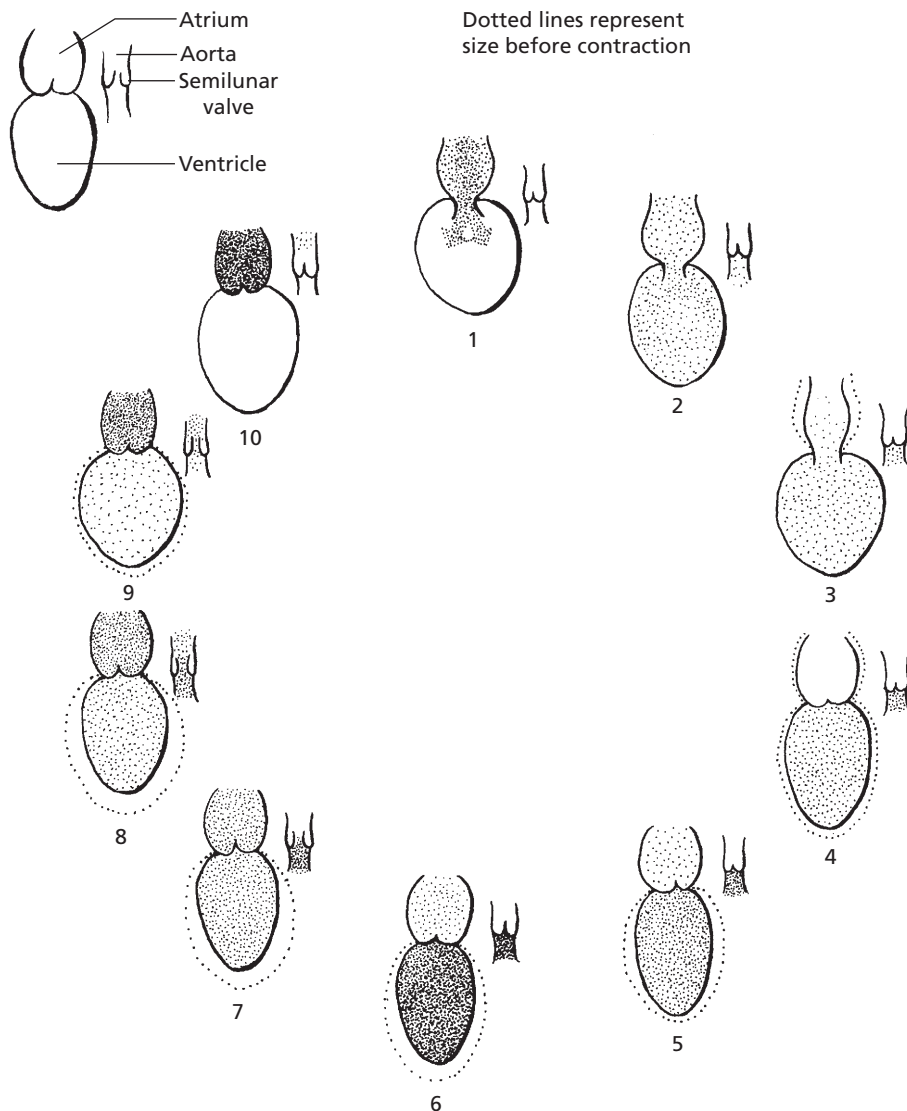 Atrium
Aorta
Semilunar
valve
Ventricle
Dotted lines represent
size before contraction
1
2
3
4
5
6
7
8
9
10